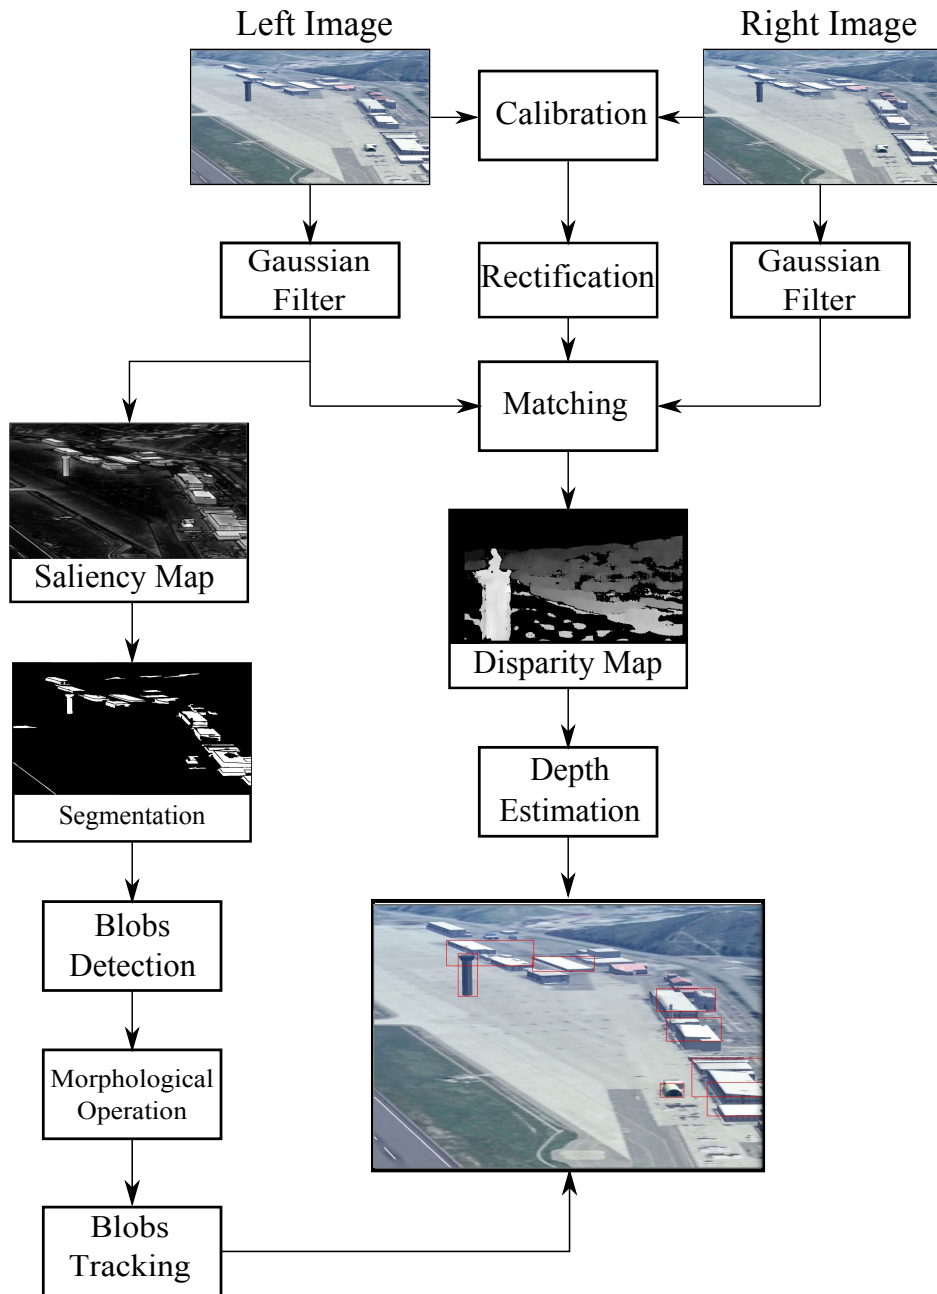 Left Image
Right Image
Calibration
Gaussian
Filter
Rectification
Gaussian
Filter
Matching
Saliency Map
Disparity Map
Segmentation
Depth
Estimation
Blobs
Detection
Morphological
Operation
Blobs
Tracking